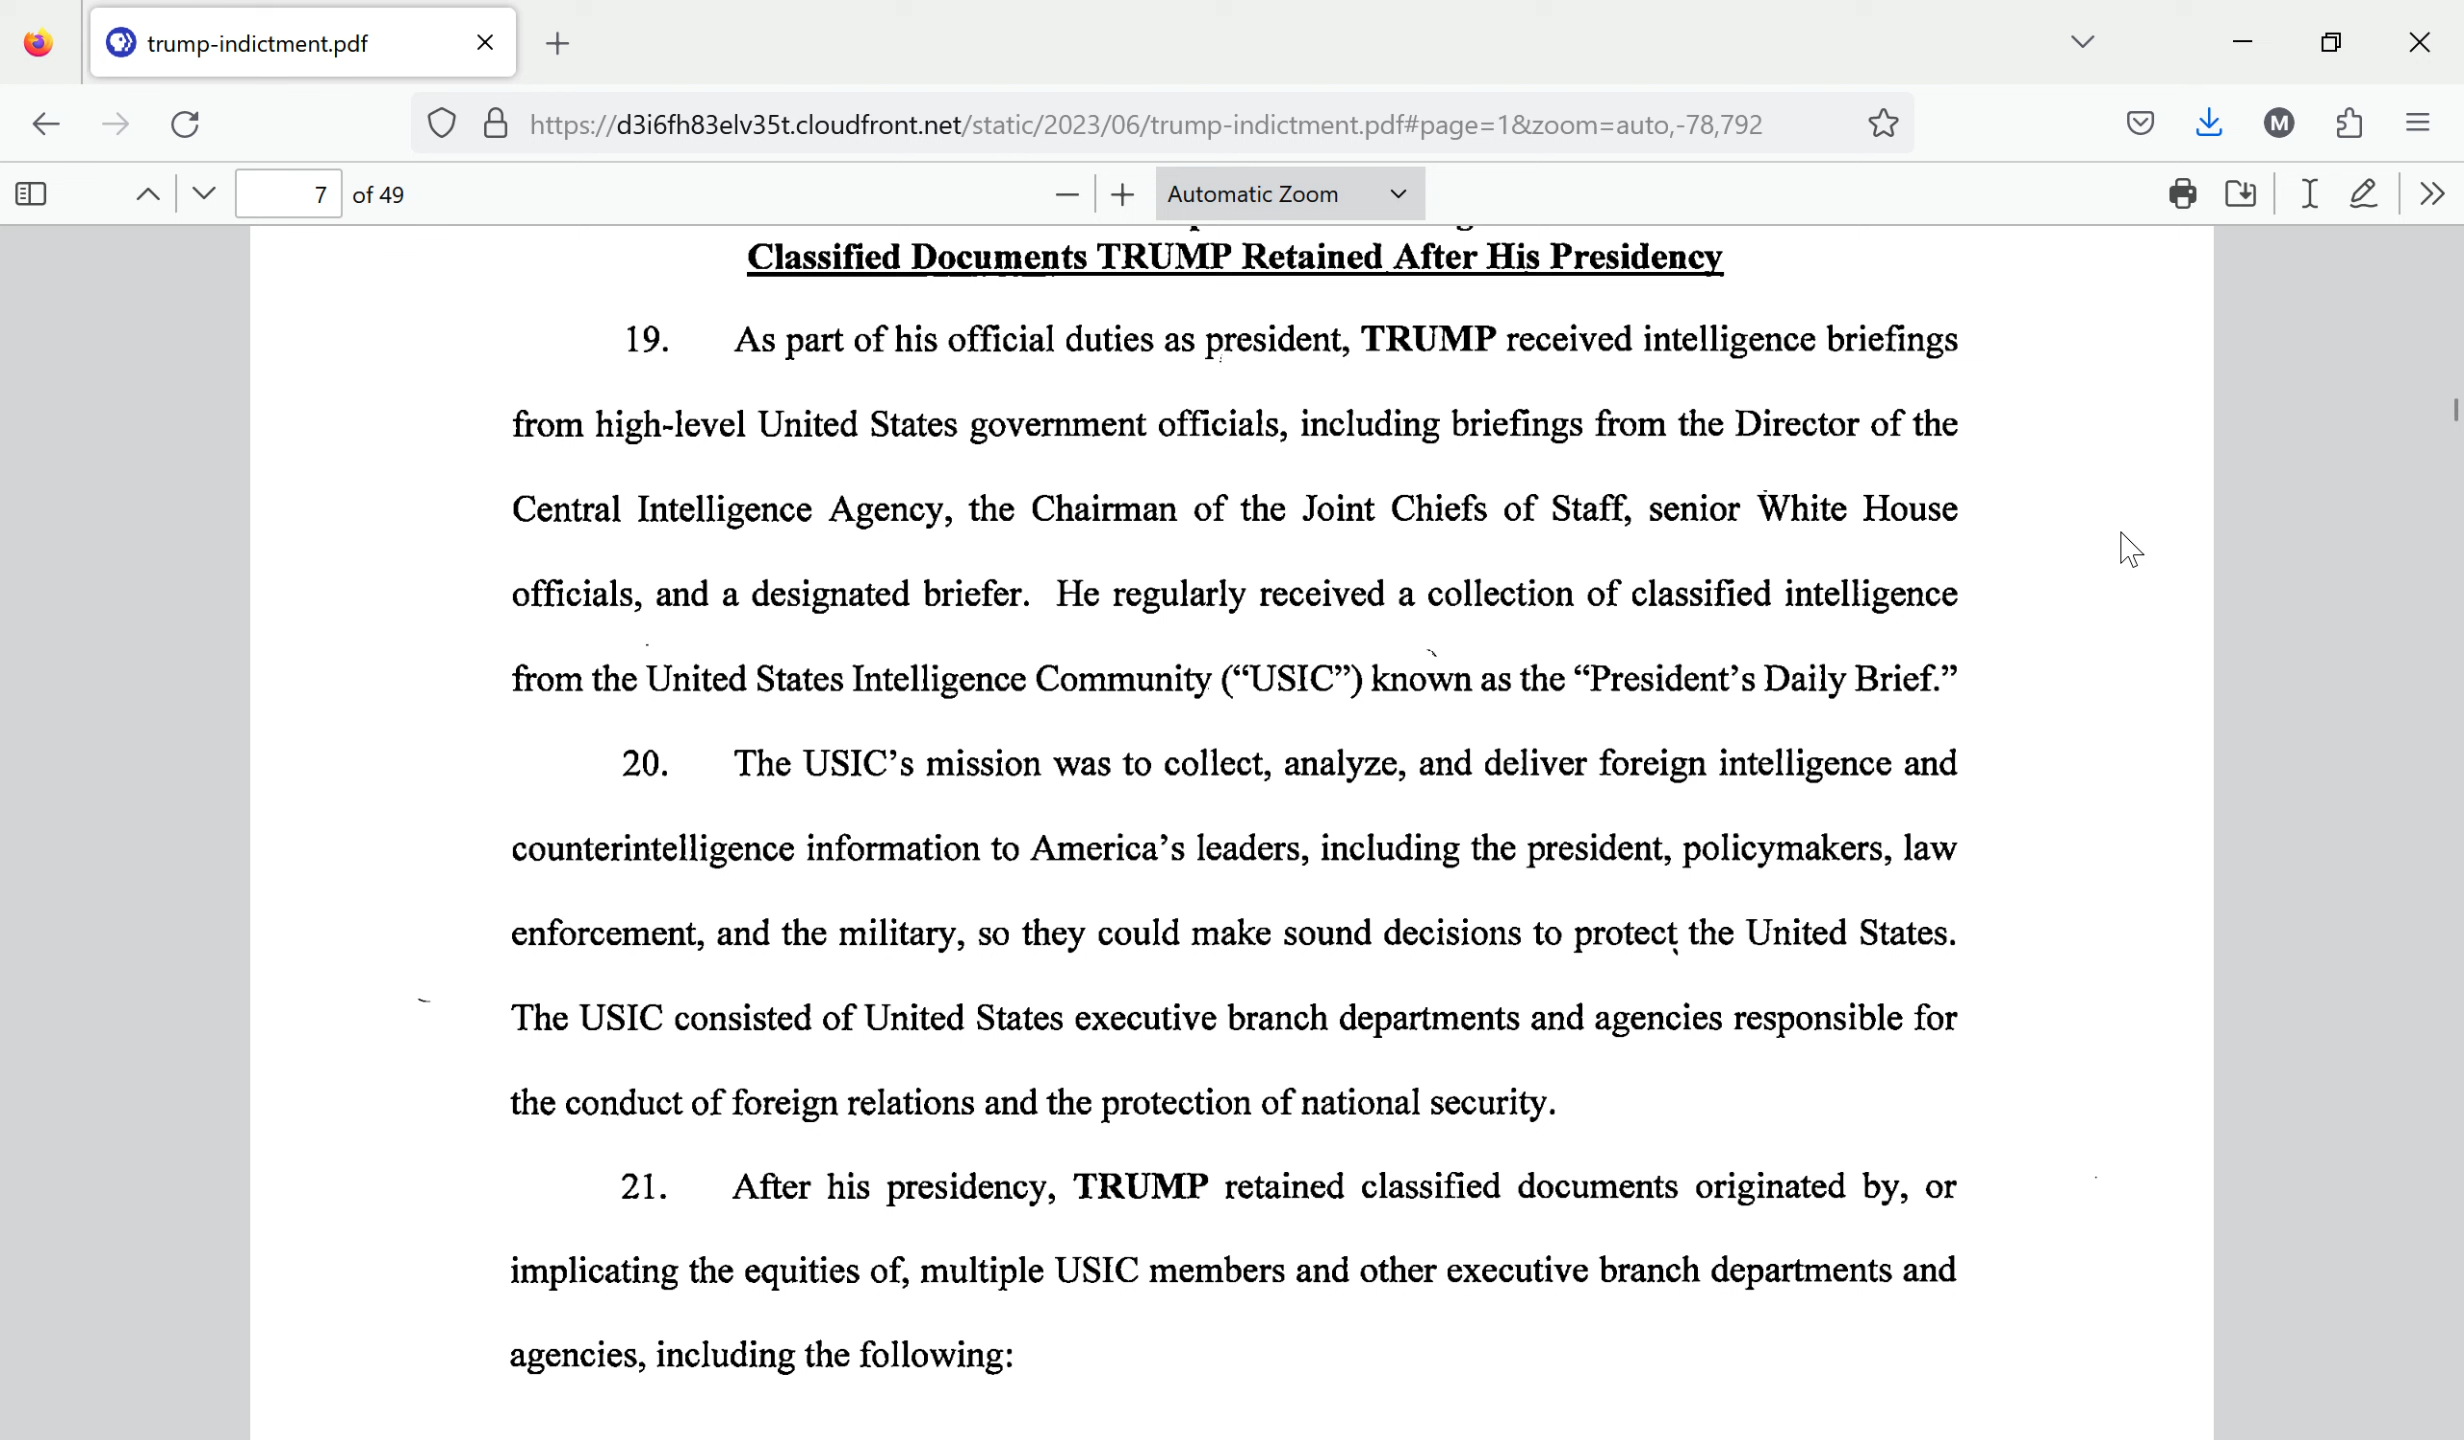 trump-indictment.pdf
https://d3i6fh83elv35t.cloudfront.net/static/2023/06/trump-indictment.pdf#page=1&zoom=auto,-78,792
M
7 of 49
Automatic Zoom
Classified Documents TRUMP Retained After His Presidency
19. As part of his official duties as president, TRUMP received intelligence briefings
from high-level United States government officials, including briefings from the Director of the
Central Intelligence Agency, the Chairman of the Joint Chiefs of Staff, senior White House
officials, and a designated briefer. He regularly received a collection of classified intelligence
from the United States Intelligence Community (“USIC”) known as the “President’s Daily Brief.”
20. The USIC’s mission was to collect, analyze, and deliver foreign intelligence and
counterintelligence information to America’s leaders, including the president, policymakers, law
enforcement, and the military, so they could make sound decisions to protect the United States.
The USIC consisted of United States executive branch departments and agencies responsible for
the conduct of foreign relations and the protection of national security.
21. After his presidency, TRUMP retained classified documents originated by, or
implicating the equities of, multiple USIC members and other executive branch departments and
agencies, including the following: